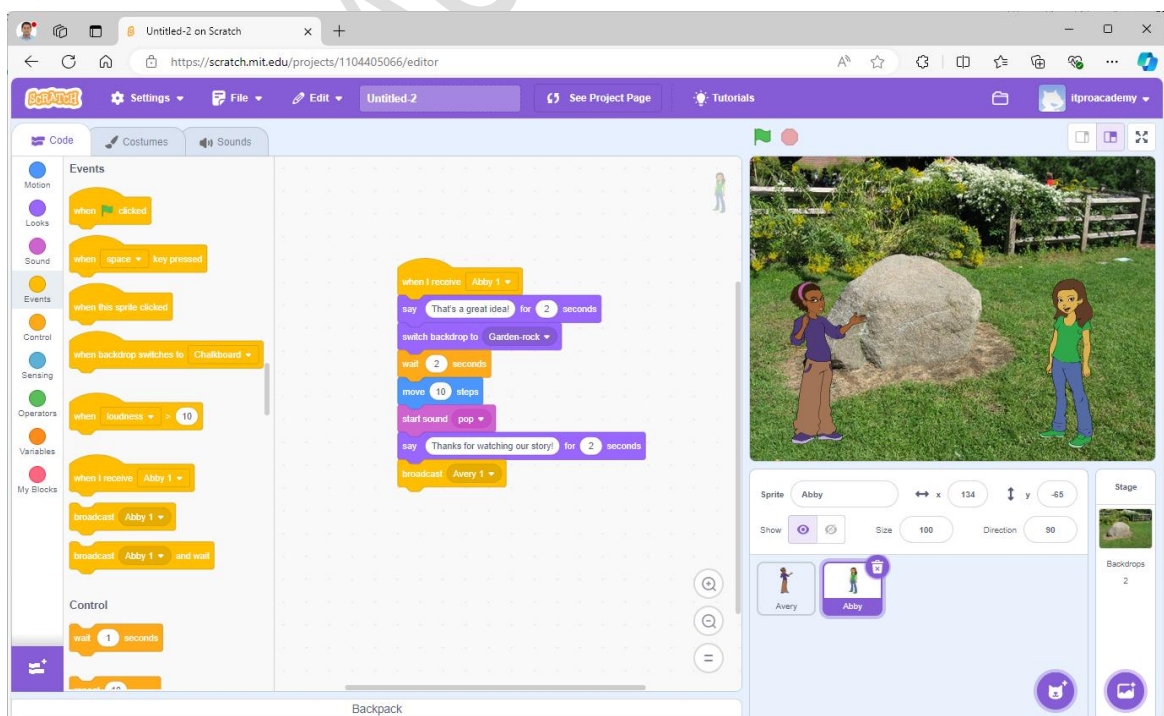 Untitled-2 on Scratch
https://scratch.mit.edu/projects/1104405066/editor
SCRATCH Settings File Edit Untitled-2 See Project Page Tutorials itproacademy
Code Costumes Sounds
Motion
Looks
Sound
Events
Control
Sensing
Operators
Variables
My Blocks
Events
when clicked
when space key pressed
when this sprite clicked
when backdrop switches to Chalkboard
when loudness > 10
when I receive Abby 1
broadcast Abby 1
broadcast Abby 1 and wait
Control
wait 1 seconds
when I receive Abby 1
say That's a great idea! for 2 seconds
switch backdrop to Garden-rock
wait 2 seconds
move 10 steps
start sound pop
say Thanks for watching our story! for 2 seconds
broadcast Avery 1
Sprite Abby x 134 y -65
Show Size 100 Direction 90
Avery
Abby
Stage
Backdrops
2
Backpack